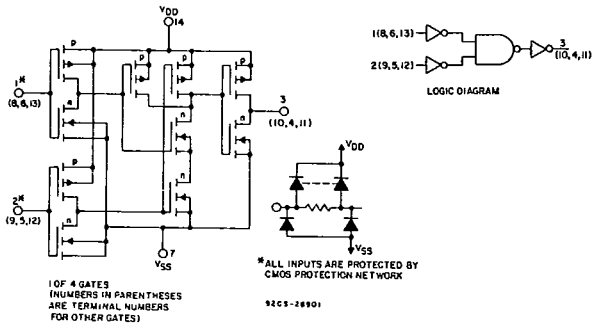 VDD
14
p
p
p
p
1*
(8,6,13)
n
n
n
3
(10,4,11)
p
2*
(9,5,12)
n
n
7
VSS
1 OF 4 GATES
(NUMBERS IN PARENTHESES
ARE TERMINAL NUMBERS
FOR OTHER GATES)
1(8,6,13)
2(9,5,12)
3
(10,4,11)
LOGIC DIAGRAM
VDD
VSS
*ALL INPUTS ARE PROTECTED BY
CMOS PROTECTION NETWORK
92CS-28901